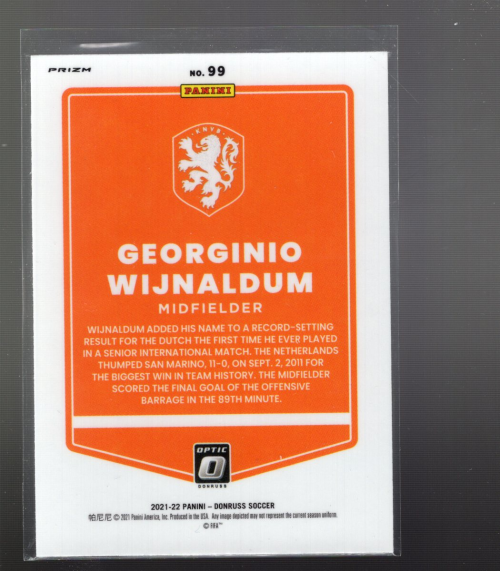 PRIZM
NO. 99
PANINI
KNVB
GEORGINIO
WIJNALDUM
MIDFIELDER
WIJNALDUM ADDED HIS NAME TO A RECORD-SETTING
RESULT FOR THE DUTCH THE FIRST TIME HE EVER PLAYED
IN A SENIOR INTERNATIONAL MATCH. THE NETHERLANDS
THUMPED SAN MARINO, 11-0, ON SEPT. 2, 2011 FOR
THE BIGGEST WIN IN TEAM HISTORY. THE MIDFIELDER
SCORED THE FINAL GOAL OF THE OFFENSIVE
BARRAGE IN THE 89TH MINUTE.
OPTIC
O
DONRUSS
2021-22 PANINI – DONRUSS SOCCER
帕尼尼 © 2021 Panini America, Inc. Produced in the USA. Any image depicted may not represent the current season uniform.
© FIFA™